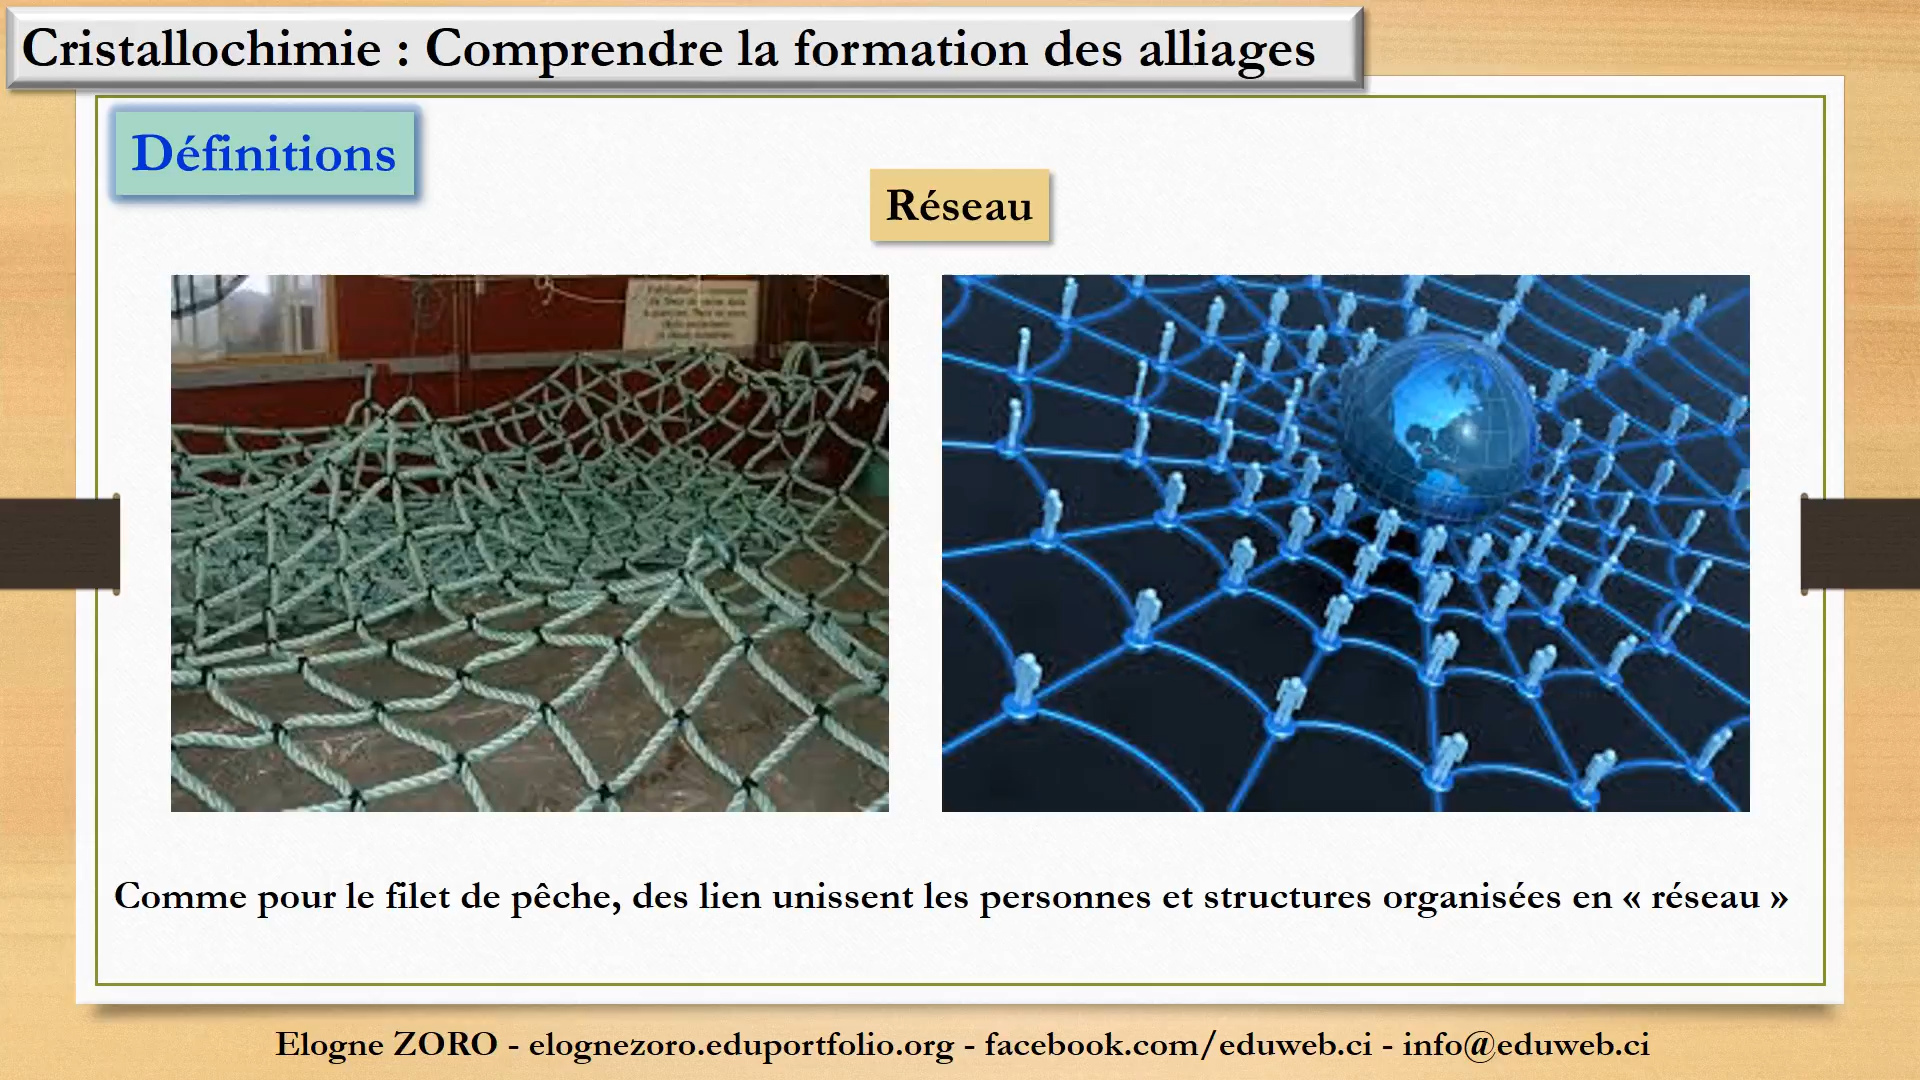 Cristallochimie : Comprendre la formation des alliages
Définitions
Réseau
Comme pour le filet de pêche, des lien unissent les personnes et structures organisées en « réseau »
Elogne ZORO - elognezoro.eduportfolio.org - facebook.com/eduweb.ci - info@eduweb.ci